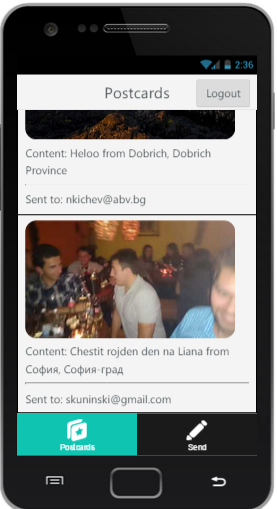 2:36
Postcards
Logout
Content: Heloo from Dobrich, Dobrich
Province
Sent to: nkichev@abv.bg
Content: Chestit rojden den na Liana from
София, София-град
Sent to: skuninski@gmail.com
Postcards
Send